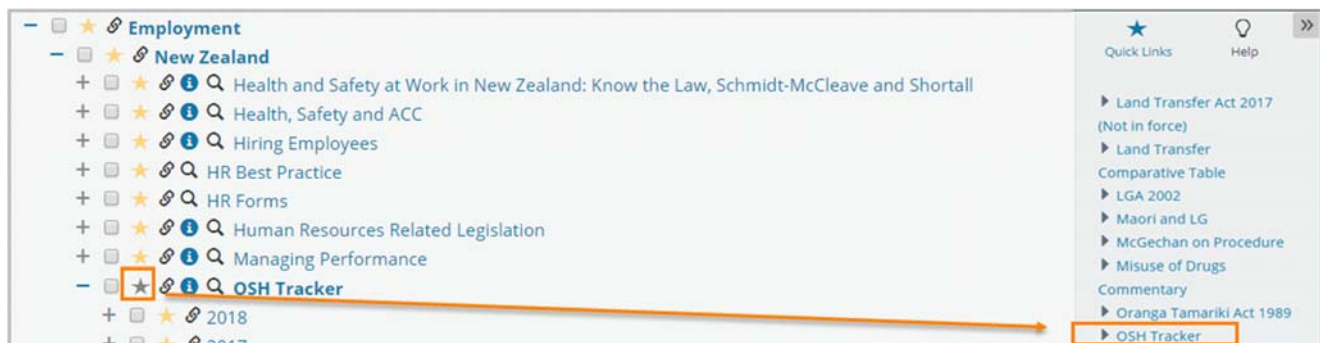 Employment
New Zealand
Health and Safety at Work in New Zealand: Know the Law, Schmidt-McCleave and Shortall
Health, Safety and ACC
Hiring Employees
HR Best Practice
HR Forms
Human Resources Related Legislation
Managing Performance
OSH Tracker
2018
2017
Quick Links
Help
Land Transfer Act 2017
(Not in force)
Land Transfer
Comparative Table
LGA 2002
Maori and LG
McGechan on Procedure
Misuse of Drugs
Commentary
Oranga Tamariki Act 1989
OSH Tracker